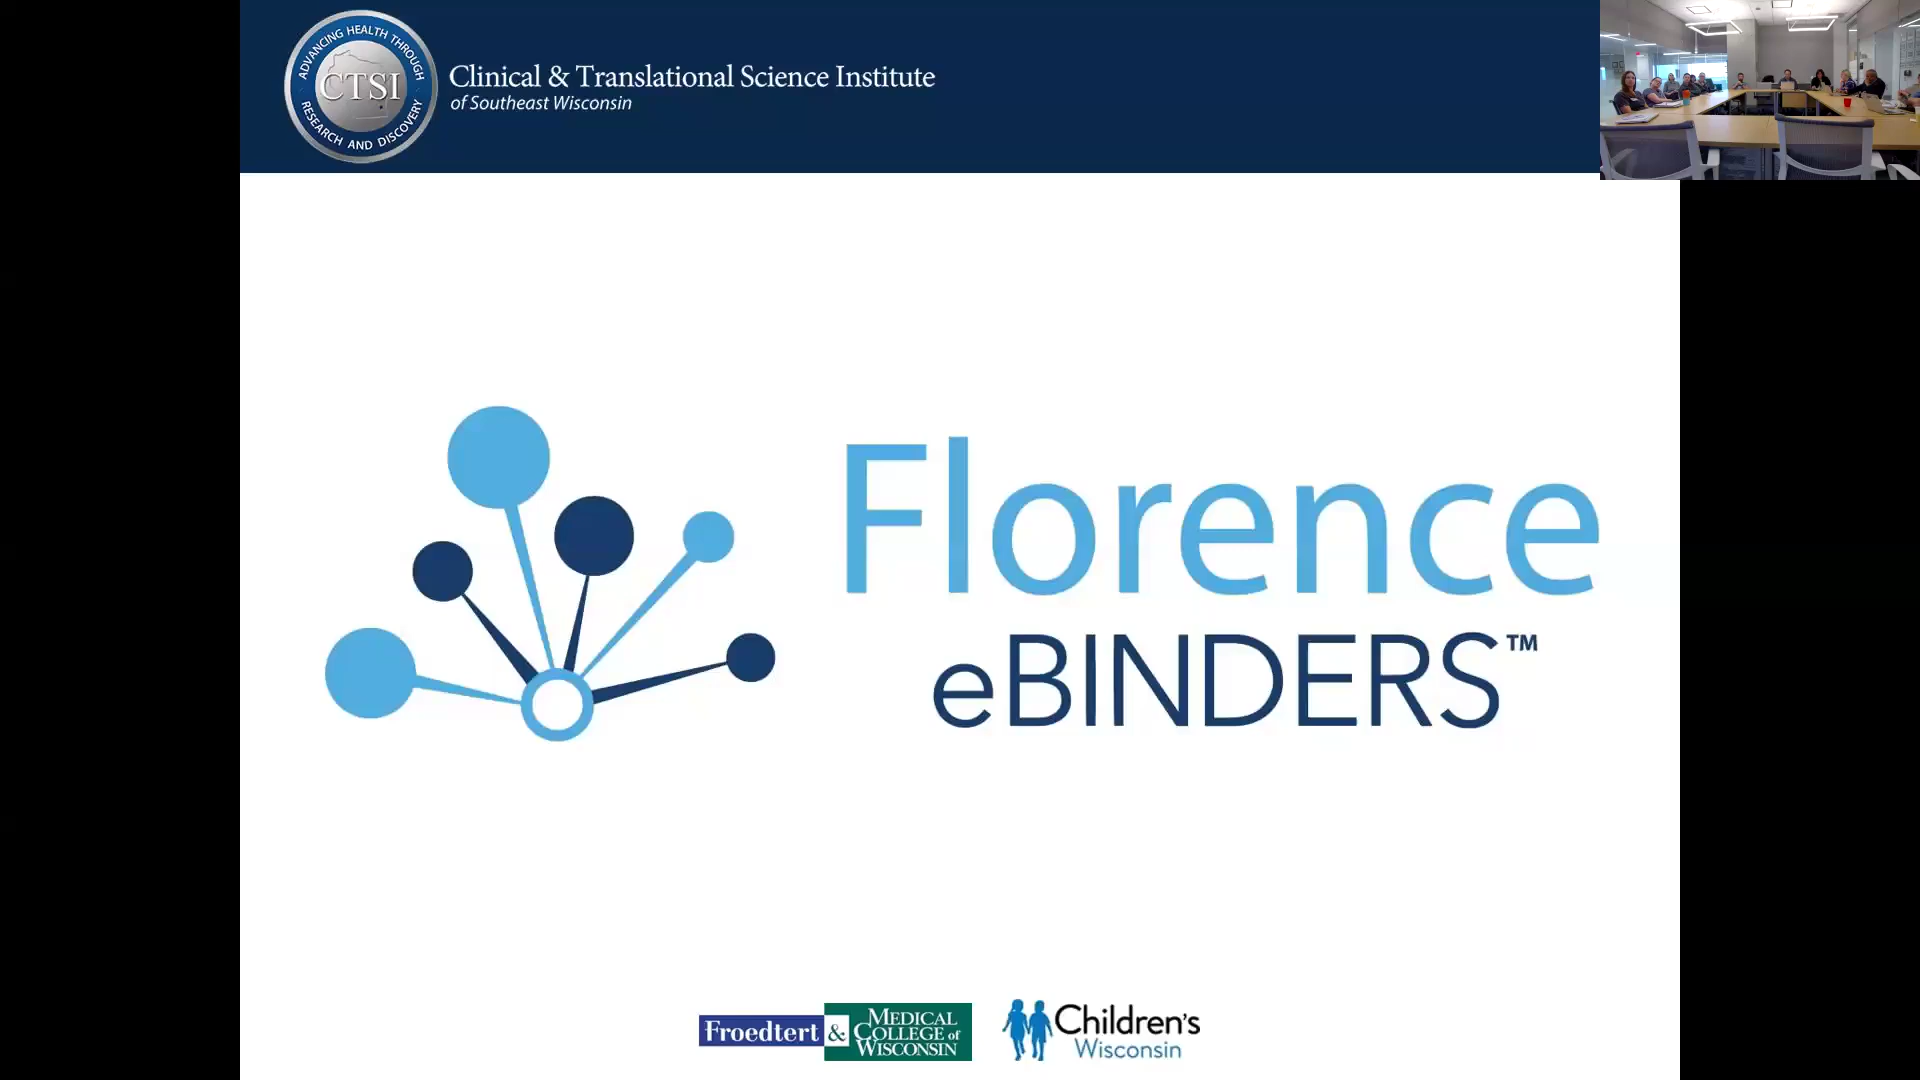 ADVANCING HEALTH THROUGH
CTSI
RESEARCH AND DISCOVERY
Clinical & Translational Science Institute
of Southeast Wisconsin
Florence
eBINDERS™
Froedtert & MEDICAL
COLLEGE of
WISCONSIN
Children's
Wisconsin